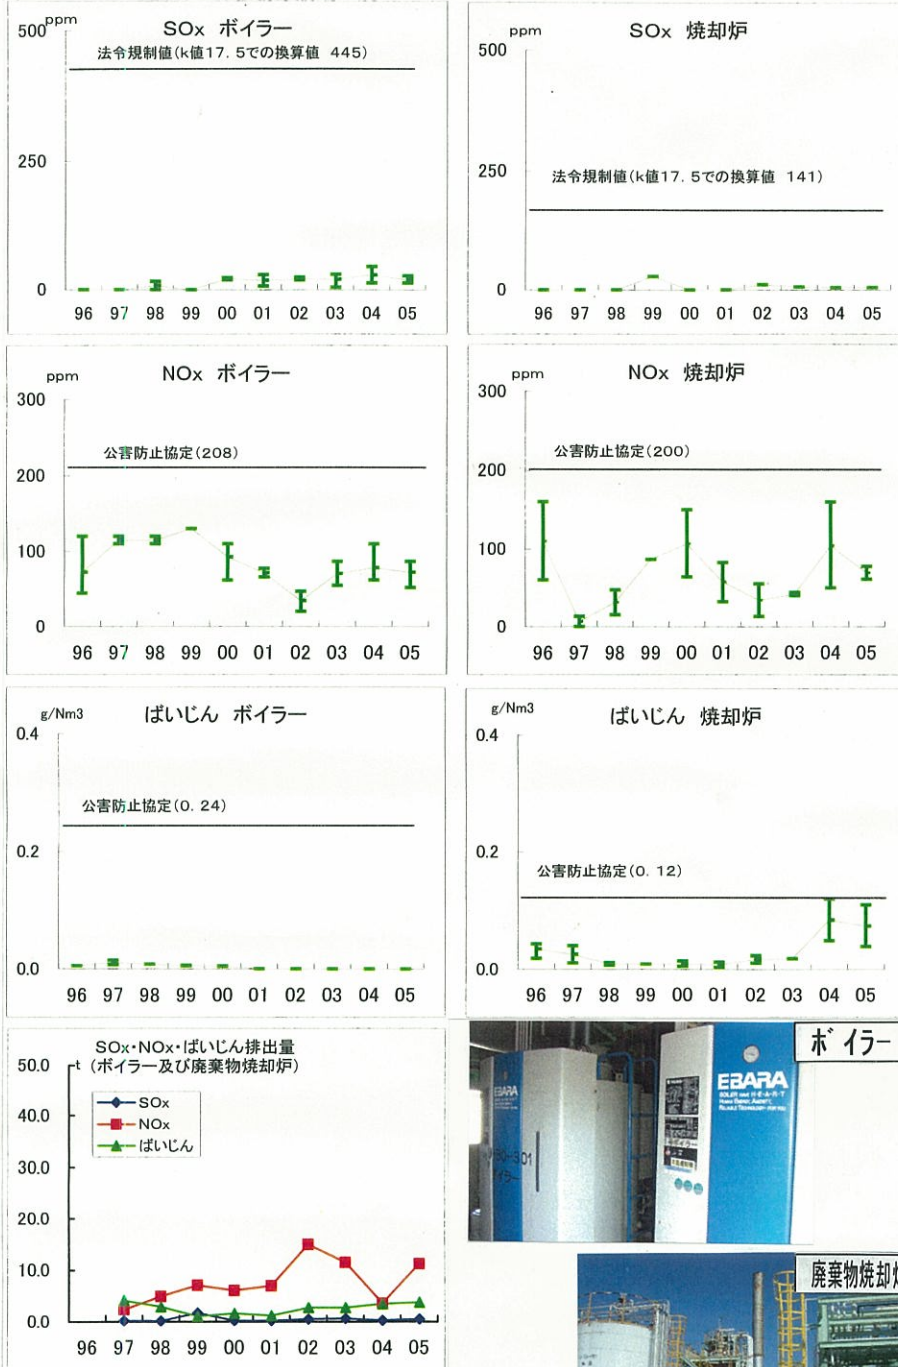 SOx ボイラー
ppm
法令規制値(k値17.5での換算値 445)
500
250
0
96 97 98 99 00 01 02 03 04 05
SOx 焼却炉
ppm
500
250
法令規制値(k値17.5での換算値 141)
0
96 97 98 99 00 01 02 03 04 05
NOx ボイラー
ppm
300
公害防止協定(208)
200
100
0
96 97 98 99 00 01 02 03 04 05
NOx 焼却炉
ppm
300
公害防止協定(200)
200
100
0
96 97 98 99 00 01 02 03 04 05
ばいじん ボイラー
g/Nm3
0.4
公害防止協定(0.24)
0.2
0.0
96 97 98 99 00 01 02 03 04 05
ばいじん 焼却炉
g/Nm3
0.4
0.2
公害防止協定(0.12)
0.0
96 97 98 99 00 01 02 03 04 05
SOx・NOx・ばいじん排出量
t (ボイラー及び廃棄物焼却炉)
50.0
SOx
NOx
ばいじん
40.0
30.0
20.0
10.0
0.0
96 97 98 99 00 01 02 03 04 05
ボイラー
EBARA
ボイラー
廃棄物焼却炉